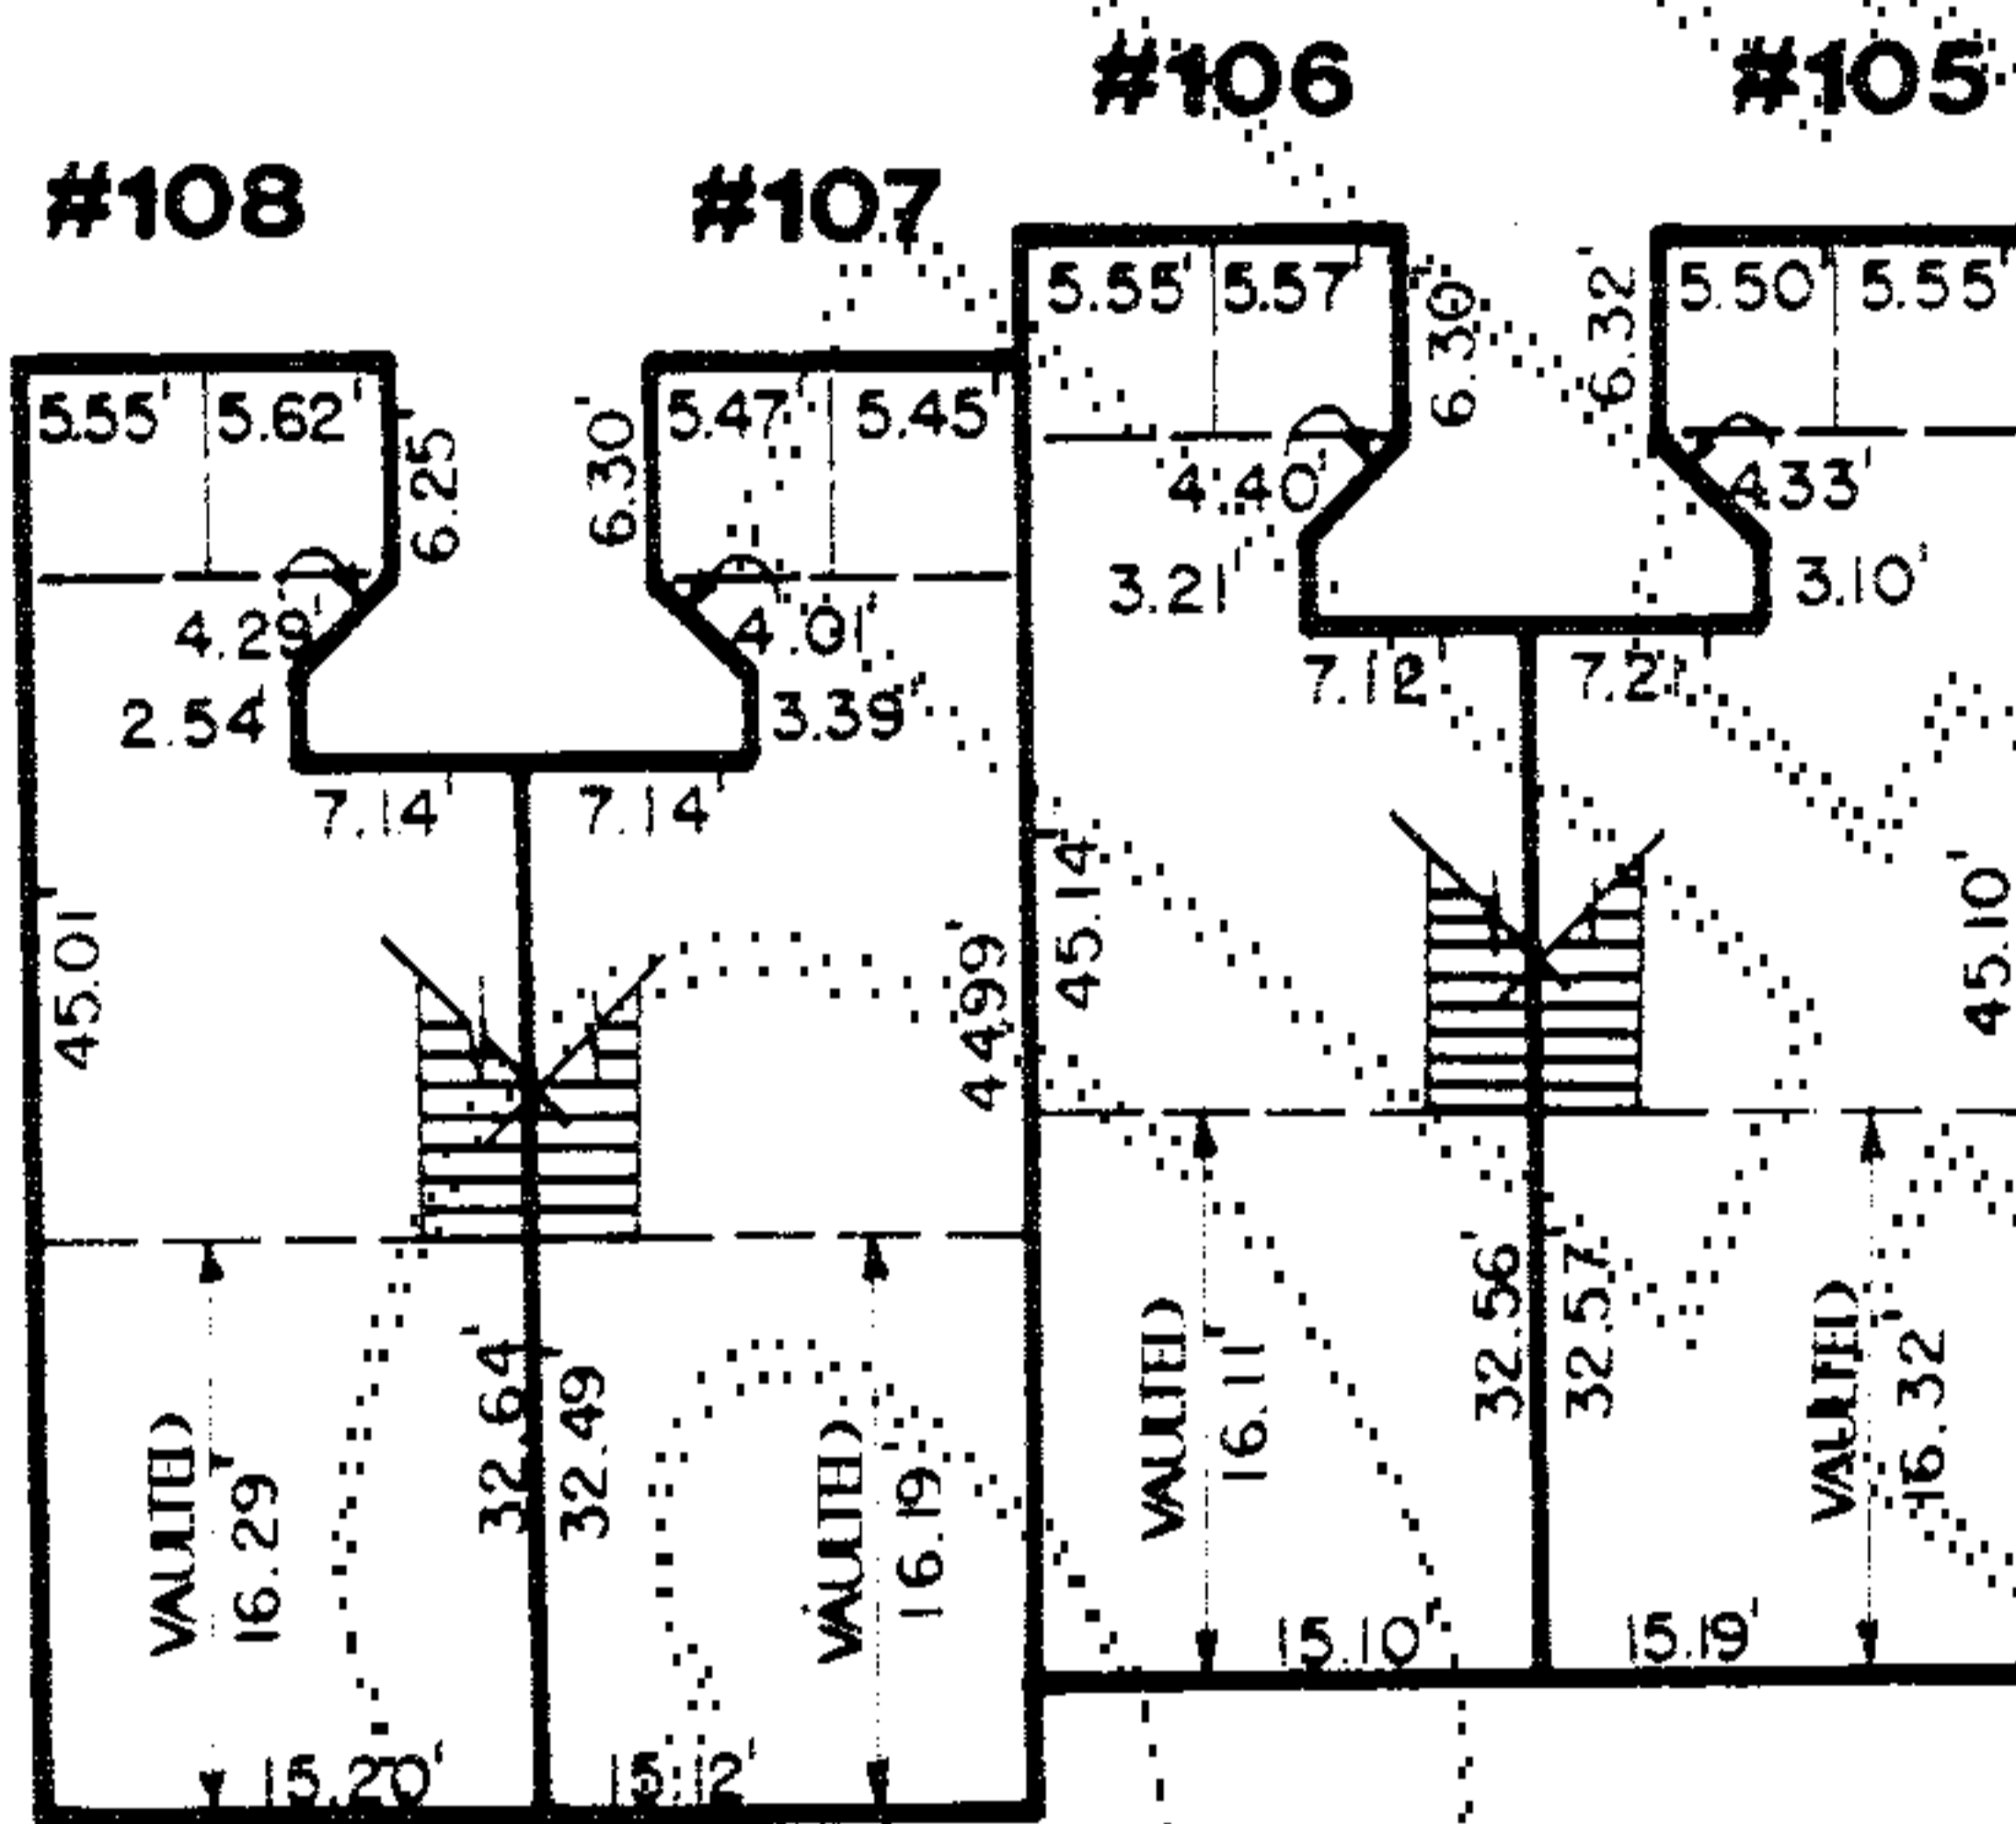 #106 #105
#108 #107
5.55' 5.57' 6.30' 6.32' 5.50' 5.55'
5.55' 5.62' 6.25' 6.30' 5.47' 5.45'
4.40' 4.33'
3.21' 3.10'
4.29' 4.01'
7.12' 7.21'
2.54' 3.39'
7.14' 7.14'
45.01' 44.99' 45.14' 45.10'
32.56' 32.57'
VAULTED 16.11' VAULTED 16.32'
32.64' 32.49'
VAULTED 16.29' VAULTED 16.19'
15.10' 15.19'
15.20' 15.12'